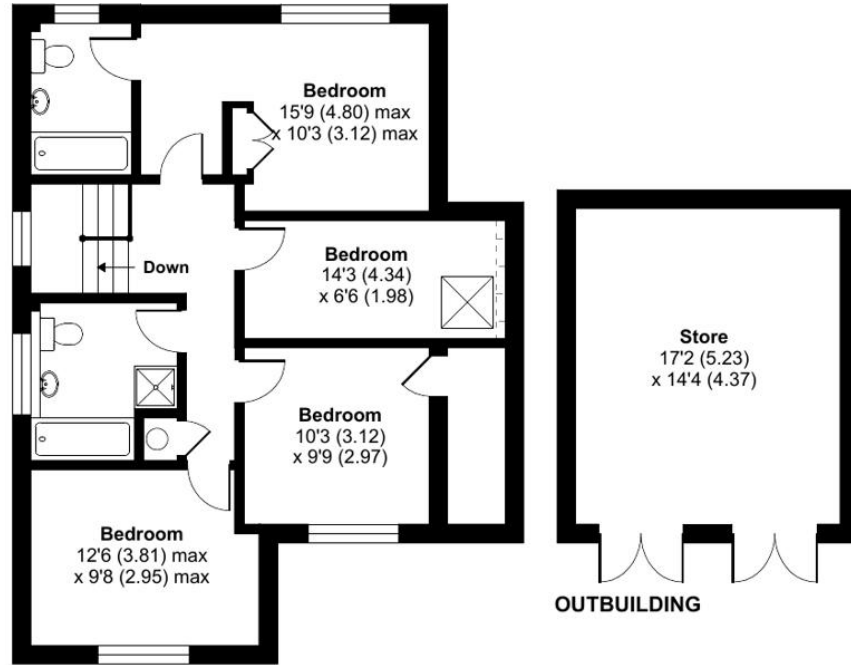 Bedroom
15'9 (4.80) max
x 10'3 (3.12) max
Bedroom
14'3 (4.34)
x 6'6 (1.98)
Down
Store
17'2 (5.23)
x 14'4 (4.37)
Bedroom
10'3 (3.12)
x 9'9 (2.97)
Bedroom
12'6 (3.81) max
x 9'8 (2.95) max
OUTBUILDING